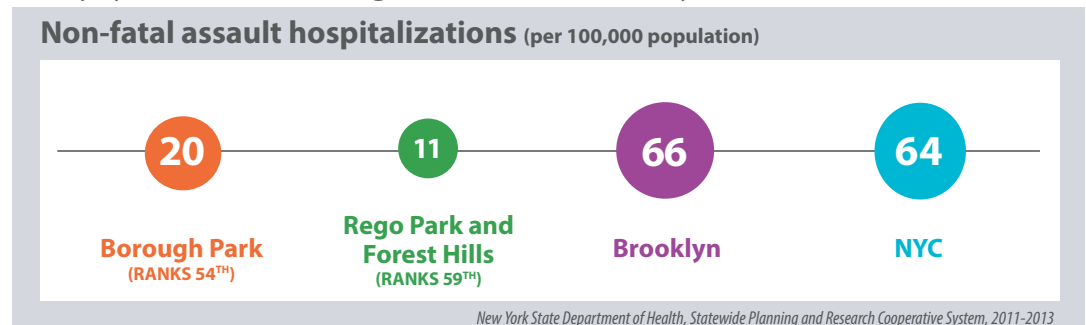 Non-fatal assault hospitalizations (per 100,000 population)
20
11
66
64
Borough Park
(RANKS 54TH)
Rego Park and
Forest Hills
(RANKS 59TH)
Brooklyn
NYC
New York State Department of Health, Statewide Planning and Research Cooperative System, 2011-2013